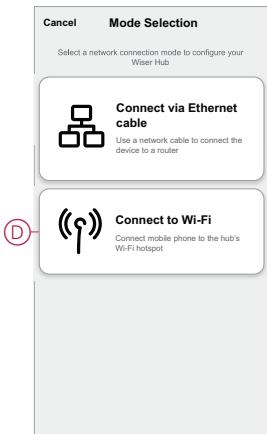 Cancel Mode Selection
Select a network connection mode to configure your
Wiser Hub
Connect via Ethernet
cable
Use a network cable to connect the
device to a router
D
Connect to Wi-Fi
Connect mobile phone to the hub's
Wi-Fi hotspot